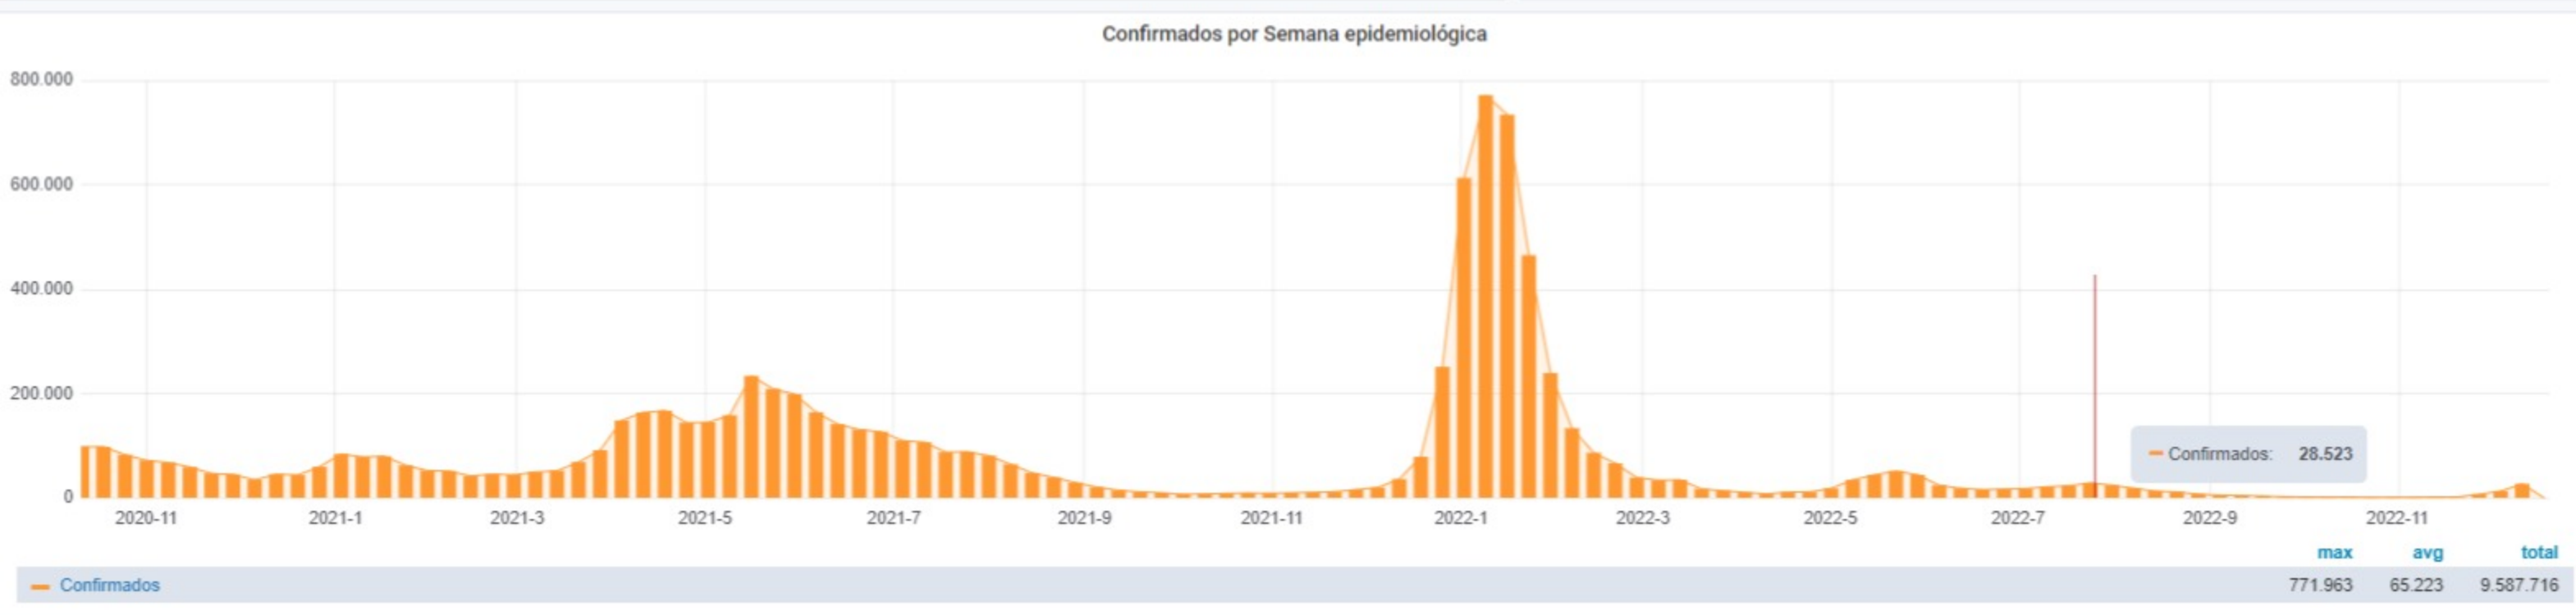 Confirmados por Semana epidemiológica
800.000
600.000
400.000
200.000
0
Confirmados: 28.523
2020-11 2021-1 2021-3 2021-5 2021-7 2021-9 2021-11 2022-1 2022-3 2022-5 2022-7 2022-9 2022-11
max avg total
Confirmados 771.963 65.223 9.587.716